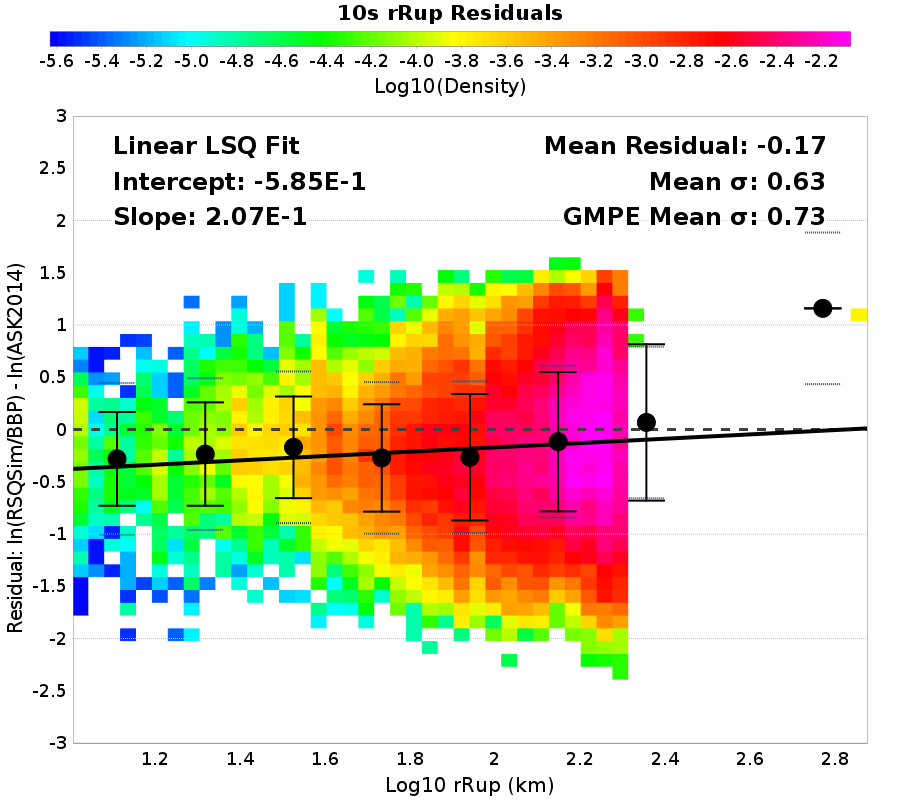 10s rRup Residuals
-5.6 -5.4 -5.2 -5.0 -4.8 -4.6 -4.4 -4.2 -4.0 -3.8 -3.6 -3.4 -3.2 -3.0 -2.8 -2.6 -2.4 -2.2
Log10(Density)
Linear LSQ Fit
Intercept: -5.85E-1
Slope: 2.07E-1
Mean Residual: -0.17
Mean σ: 0.63
GMPE Mean σ: 0.73
Residual: ln(RSQSim/BBP) - ln(ASK2014)
3
2.5
2
1.5
1
0.5
0
-0.5
-1
-1.5
-2
-2.5
-3
1.2 1.4 1.6 1.8 2 2.2 2.4 2.6 2.8
Log10 rRup (km)